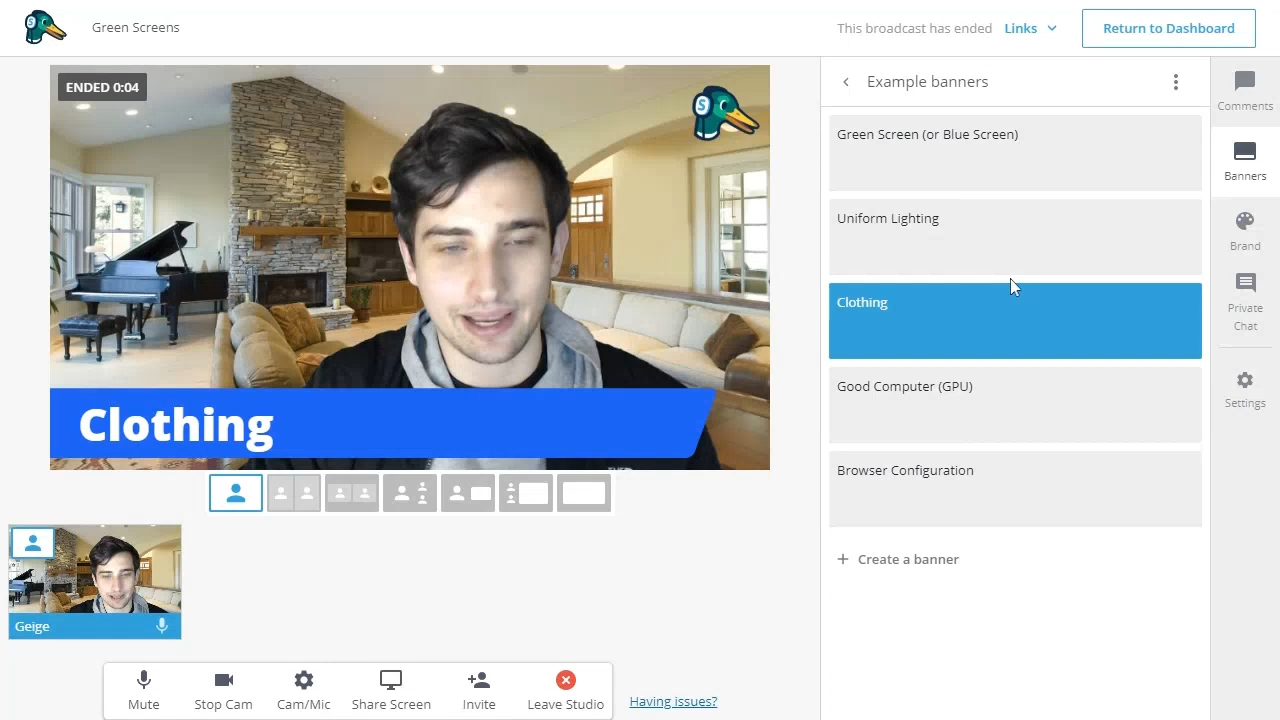 Green Screens
This broadcast has ended
Links
Return to Dashboard
ENDED 0:04
S
Clothing
S
Geige
Mute
Stop Cam
Cam/Mic
Share Screen
Invite
Leave Studio
Having issues?
Example banners
Green Screen (or Blue Screen)
Uniform Lighting
Clothing
Good Computer (GPU)
Browser Configuration
+ Create a banner
Comments
Banners
Brand
Private
Chat
Settings